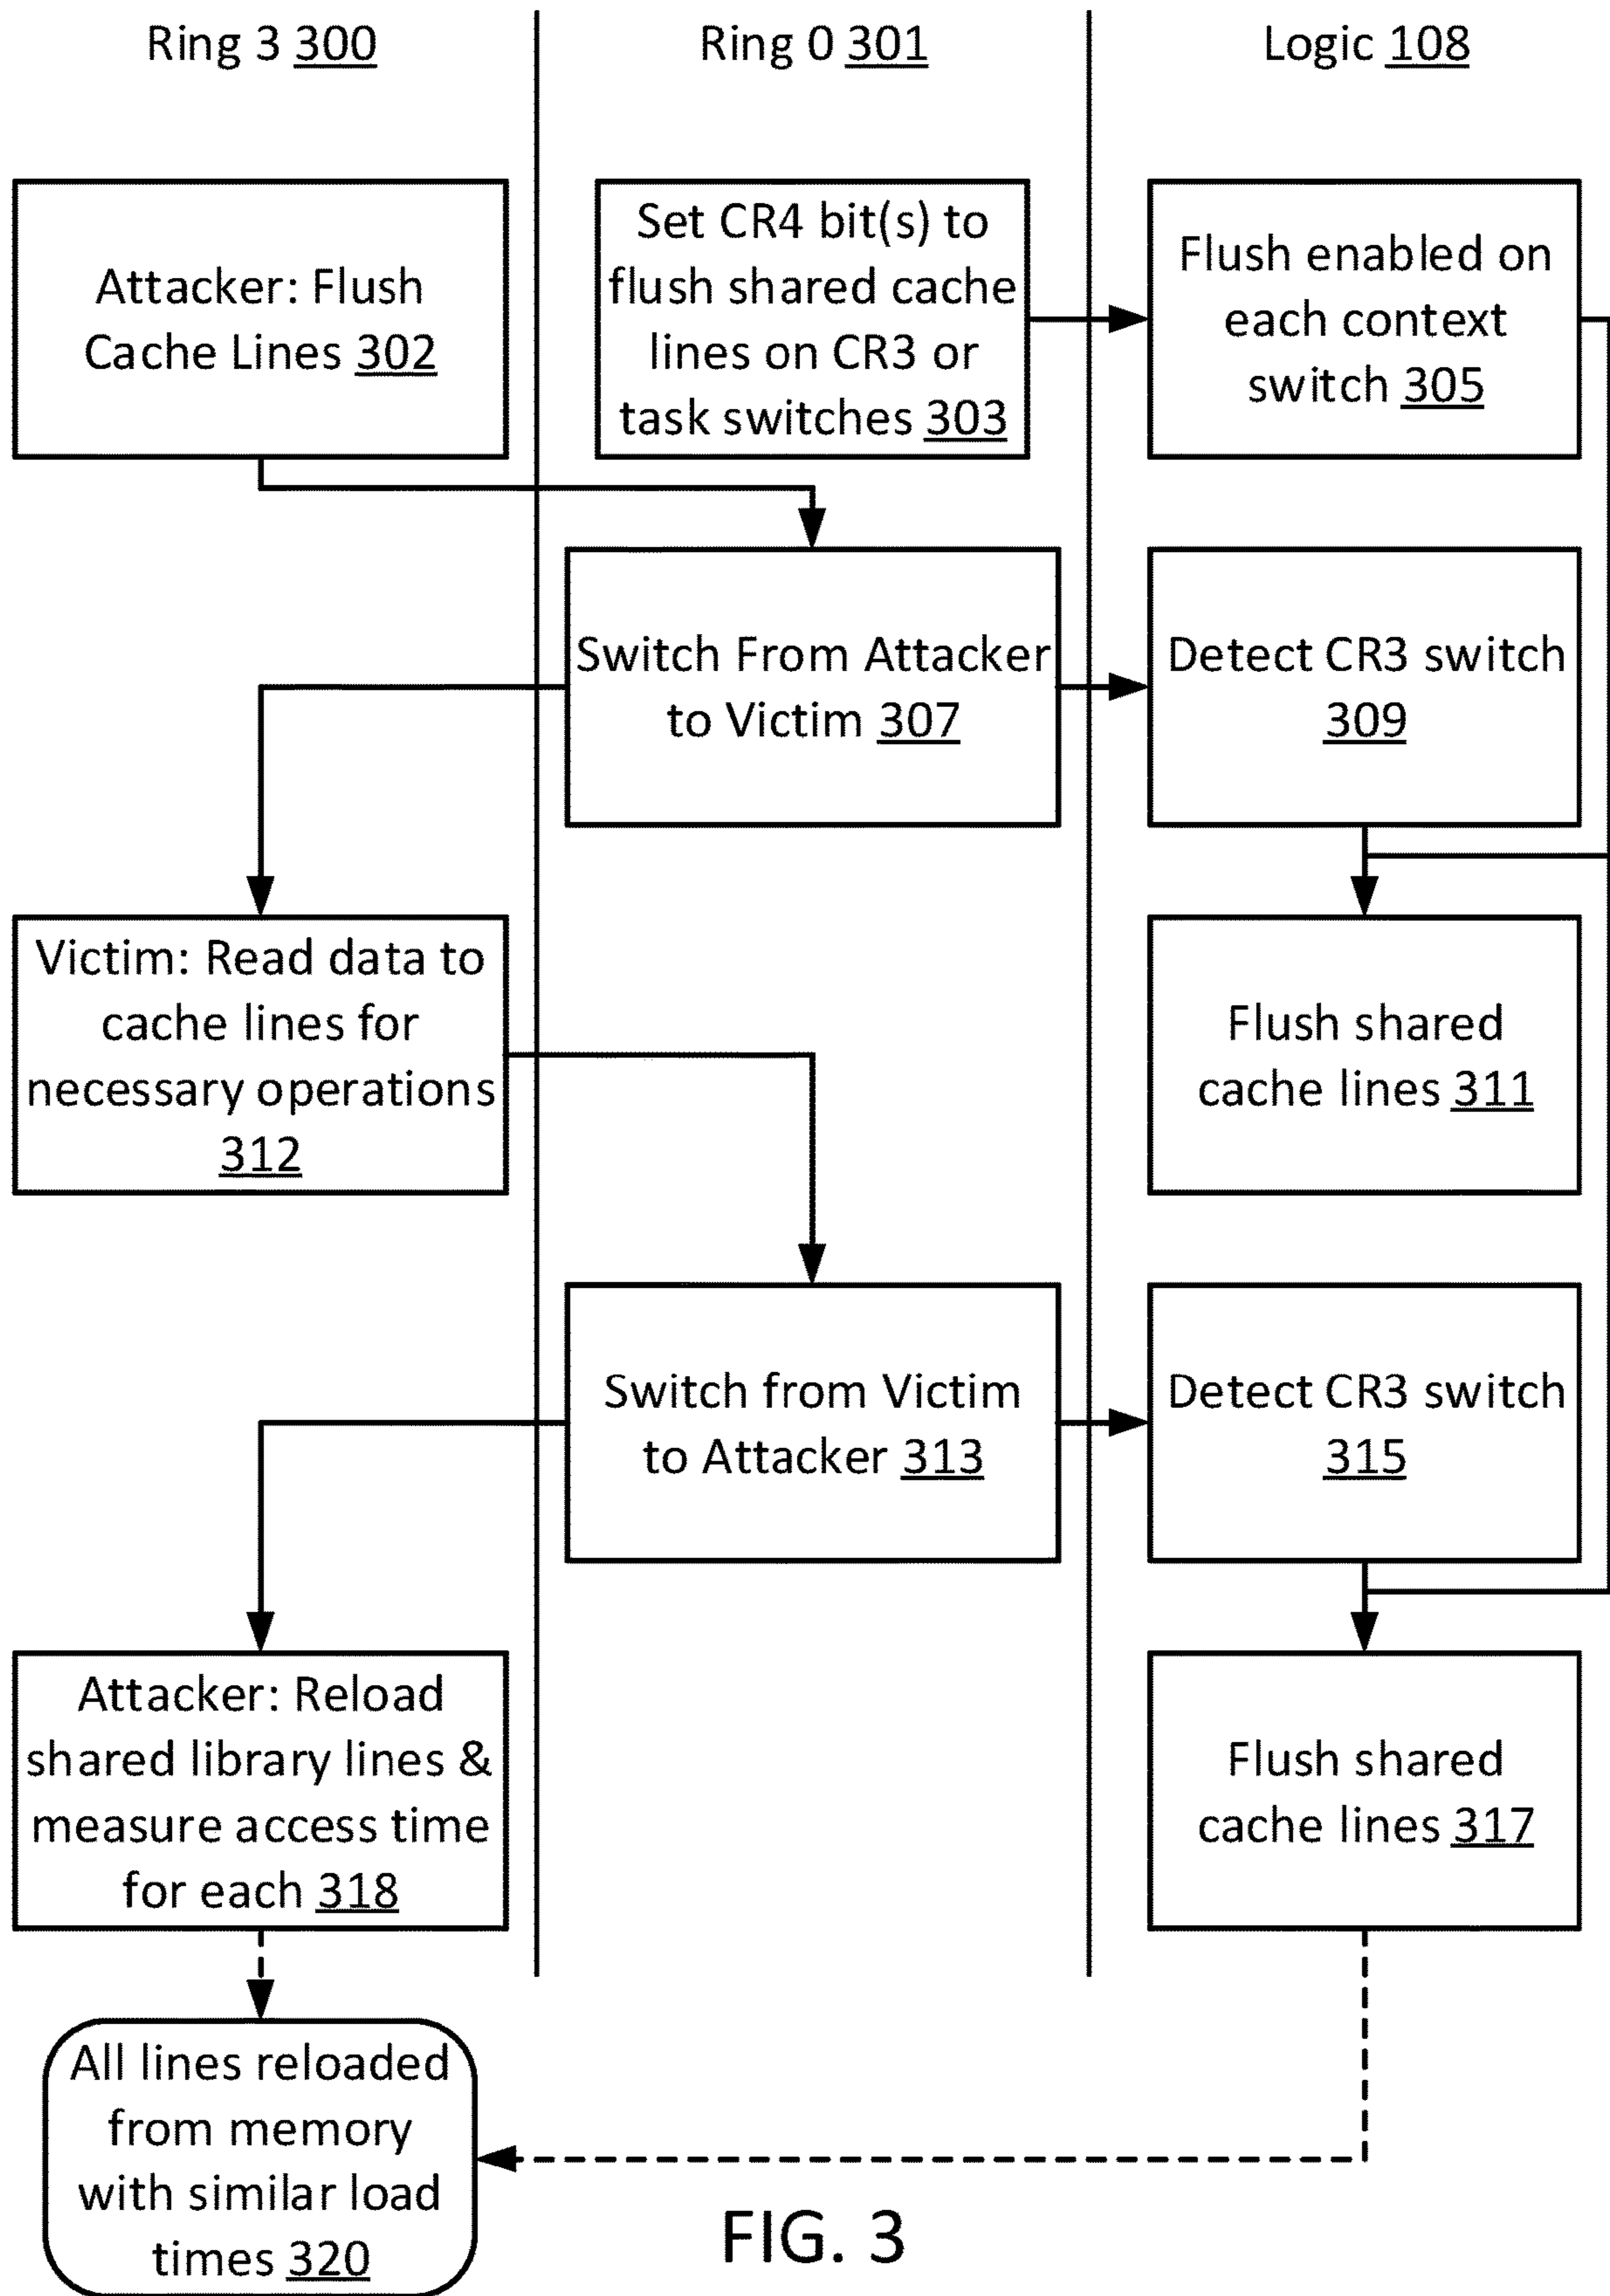 Ring 3 300
Ring 0 301
Logic 108
Attacker: Flush
Cache Lines 302
Set CR4 bit(s) to
flush shared cache
lines on CR3 or
task switches 303
Flush enabled on
each context
switch 305
Switch From Attacker
to Victim 307
Detect CR3 switch
309
Victim: Read data to
cache lines for
necessary operations
312
Flush shared
cache lines 311
Switch from Victim
to Attacker 313
Detect CR3 switch
315
Attacker: Reload
shared library lines &
measure access time
for each 318
Flush shared
cache lines 317
All lines reloaded
from memory
with similar load
times 320
FIG. 3